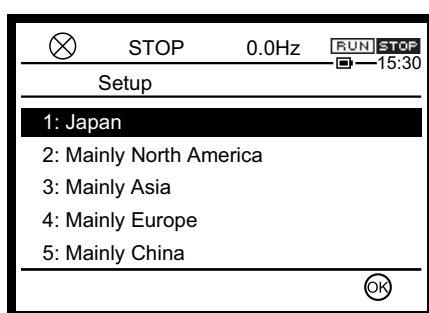 STOP 0.0Hz RUN STOP
15:30
Setup
1: Japan
2: Mainly North America
3: Mainly Asia
4: Mainly Europe
5: Mainly China
OK